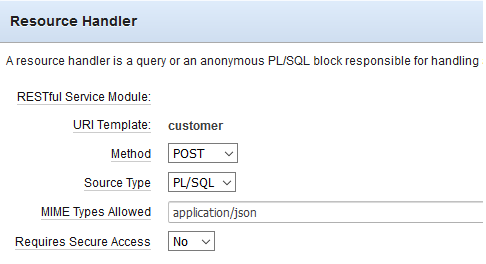 Resource Handler
A resource handler is a query or an anonymous PL/SQL block responsible for handling
RESTful Service Module:
URI Template: customer
Method POST
Source Type PL/SQL
MIME Types Allowed application/json
Requires Secure Access No